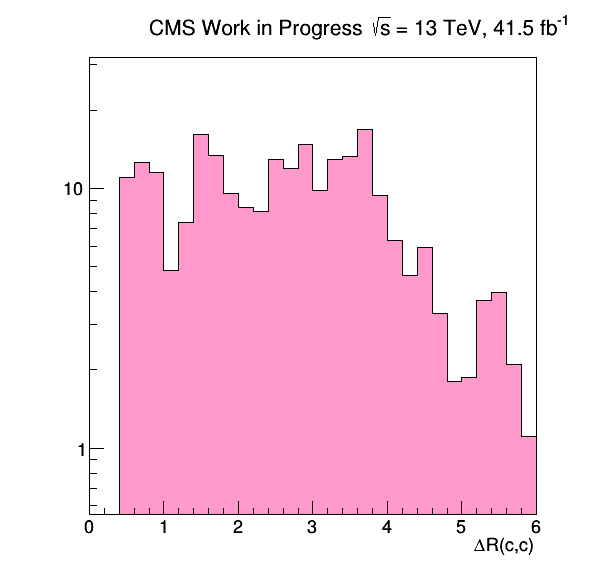 CMS Work in Progress √s = 13 TeV, 41.5 fb⁻¹
10
1
0 1 2 3 4 5 6
ΔR(c,c)